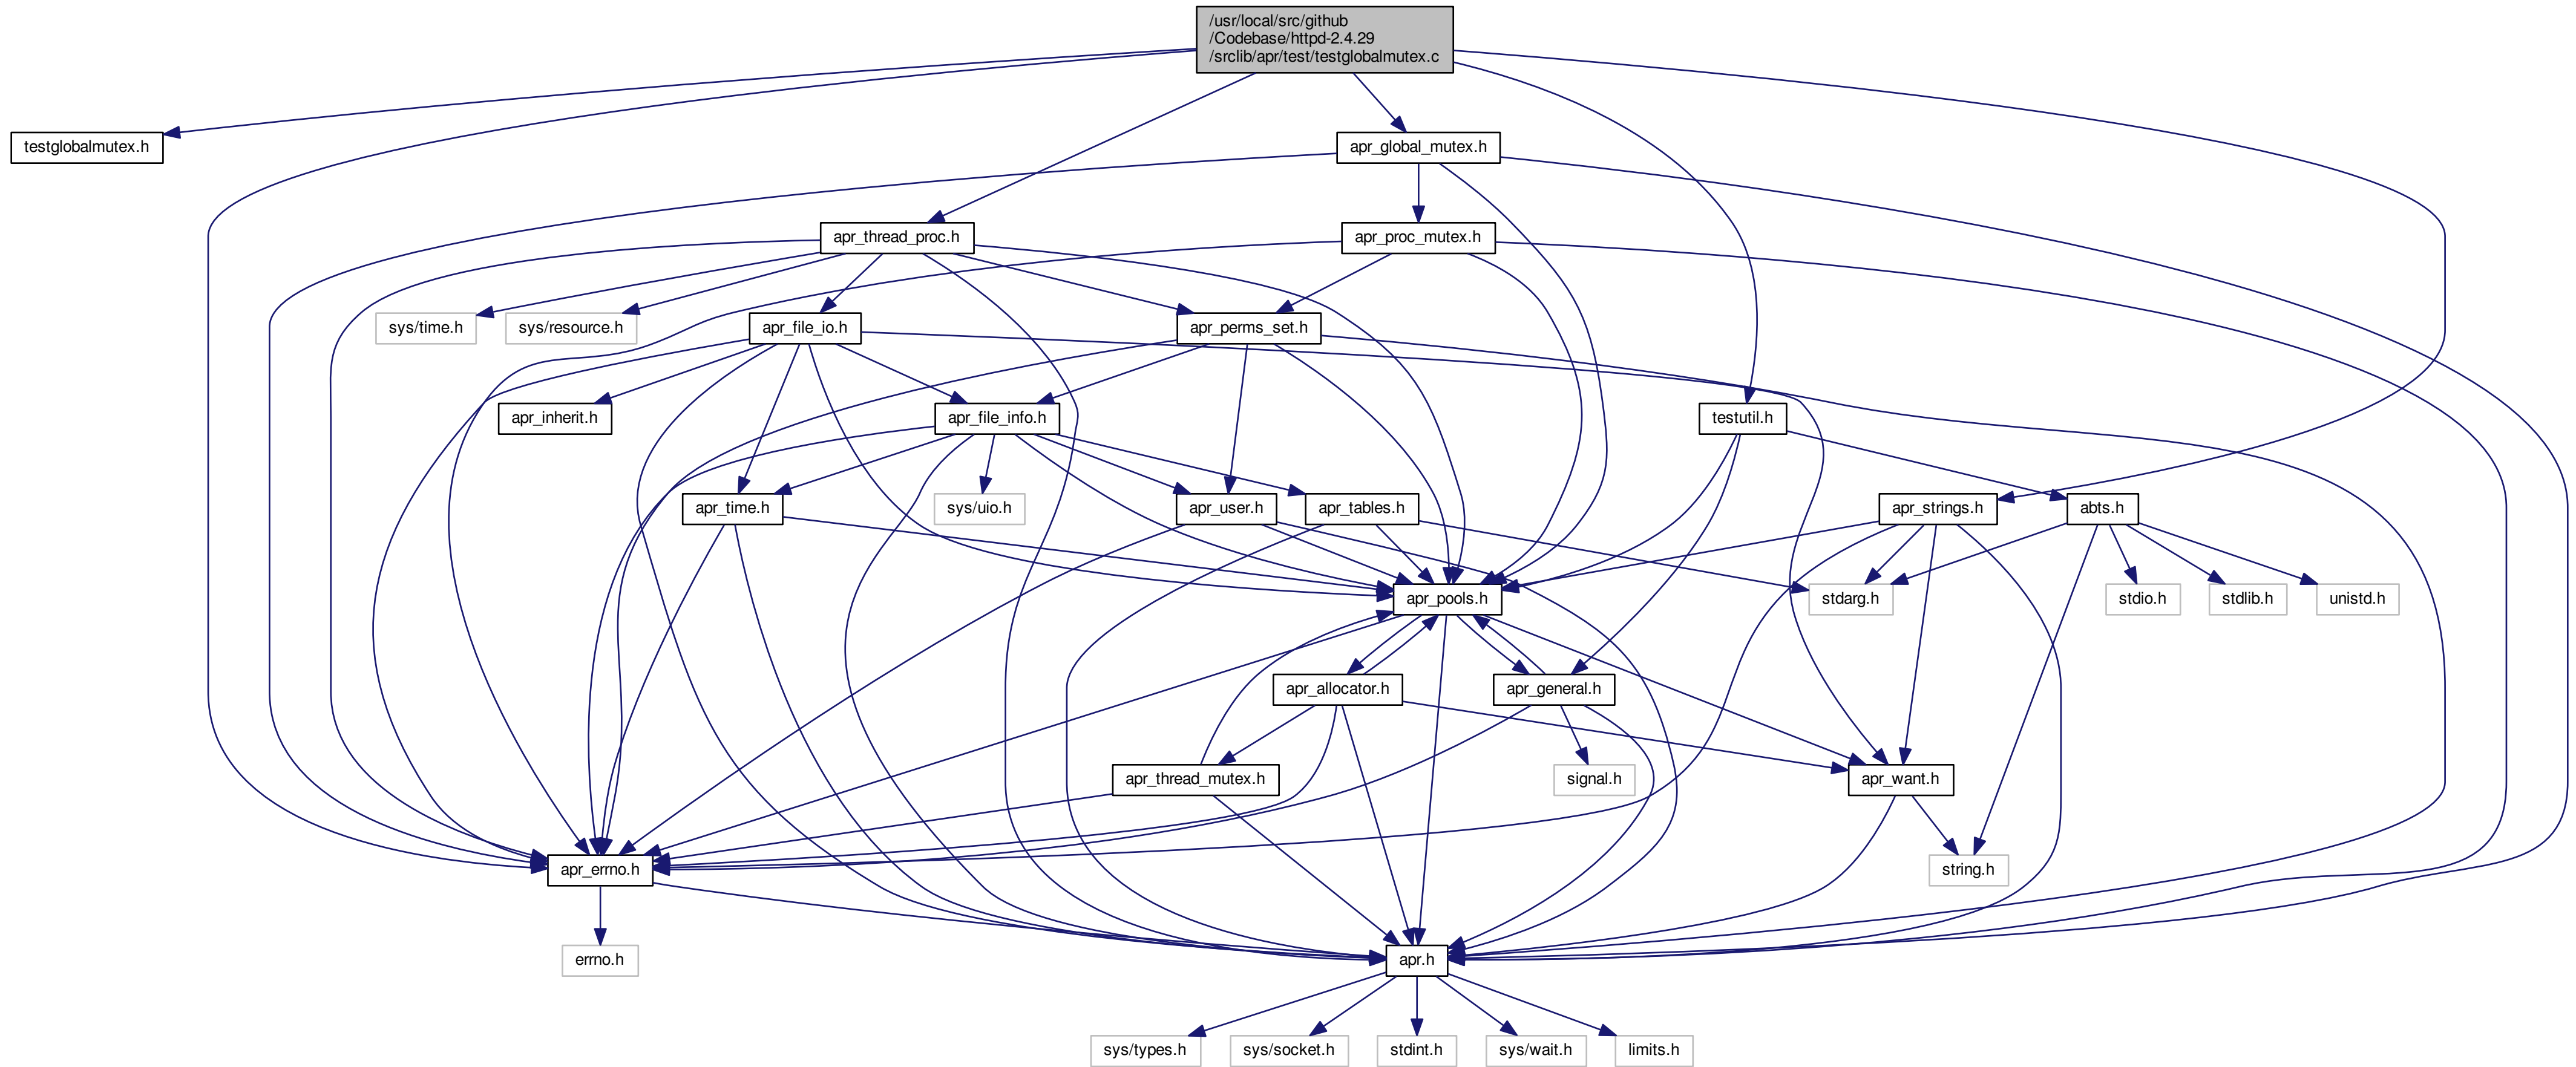 /usr/local/src/github
/Codebase/httpd-2.4.29
/srclib/apr/test/testglobalmutex.c
testglobalmutex.h
apr_global_mutex.h
apr_thread_proc.h
apr_proc_mutex.h
sys/time.h
sys/resource.h
apr_file_io.h
apr_perms_set.h
apr_inherit.h
apr_file_info.h
testutil.h
apr_time.h
sys/uio.h
apr_user.h
apr_tables.h
apr_strings.h
abts.h
apr_pools.h
stdarg.h
stdio.h
stdlib.h
unistd.h
apr_allocator.h
apr_general.h
apr_thread_mutex.h
signal.h
apr_want.h
apr_errno.h
string.h
errno.h
apr.h
sys/types.h
sys/socket.h
stdint.h
sys/wait.h
limits.h